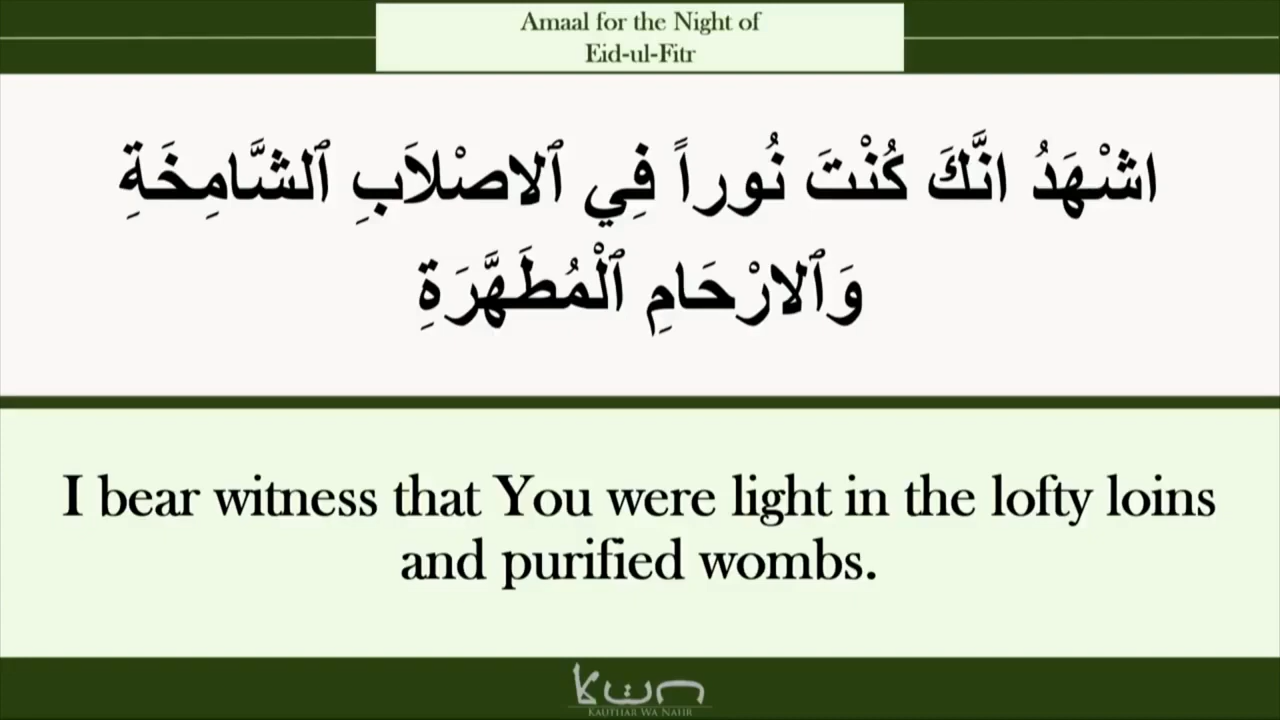 Amaal for the Night of
Eid-ul-Fitr
اشْهَدُ انَّكَ كُنْتَ نُوراً فِي ٱلاصْلاَبِ ٱلشَّامِخَةِ
وَٱلارْحَامِ ٱلْمُطَهَّرَةِ
I bear witness that You were light in the lofty loins
and purified wombs.
KAUTHAR WA NAHR